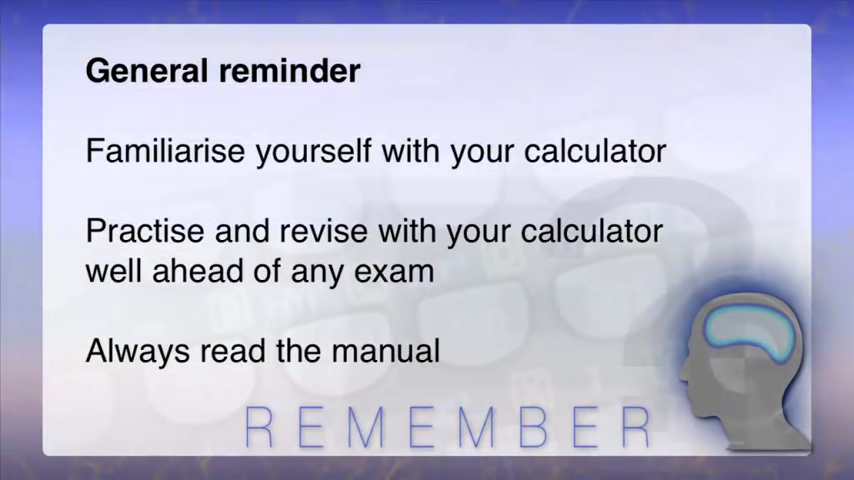 General reminder
Familiarise yourself with your calculator
Practise and revise with your calculator
well ahead of any exam
Always read the manual
REMEMBER